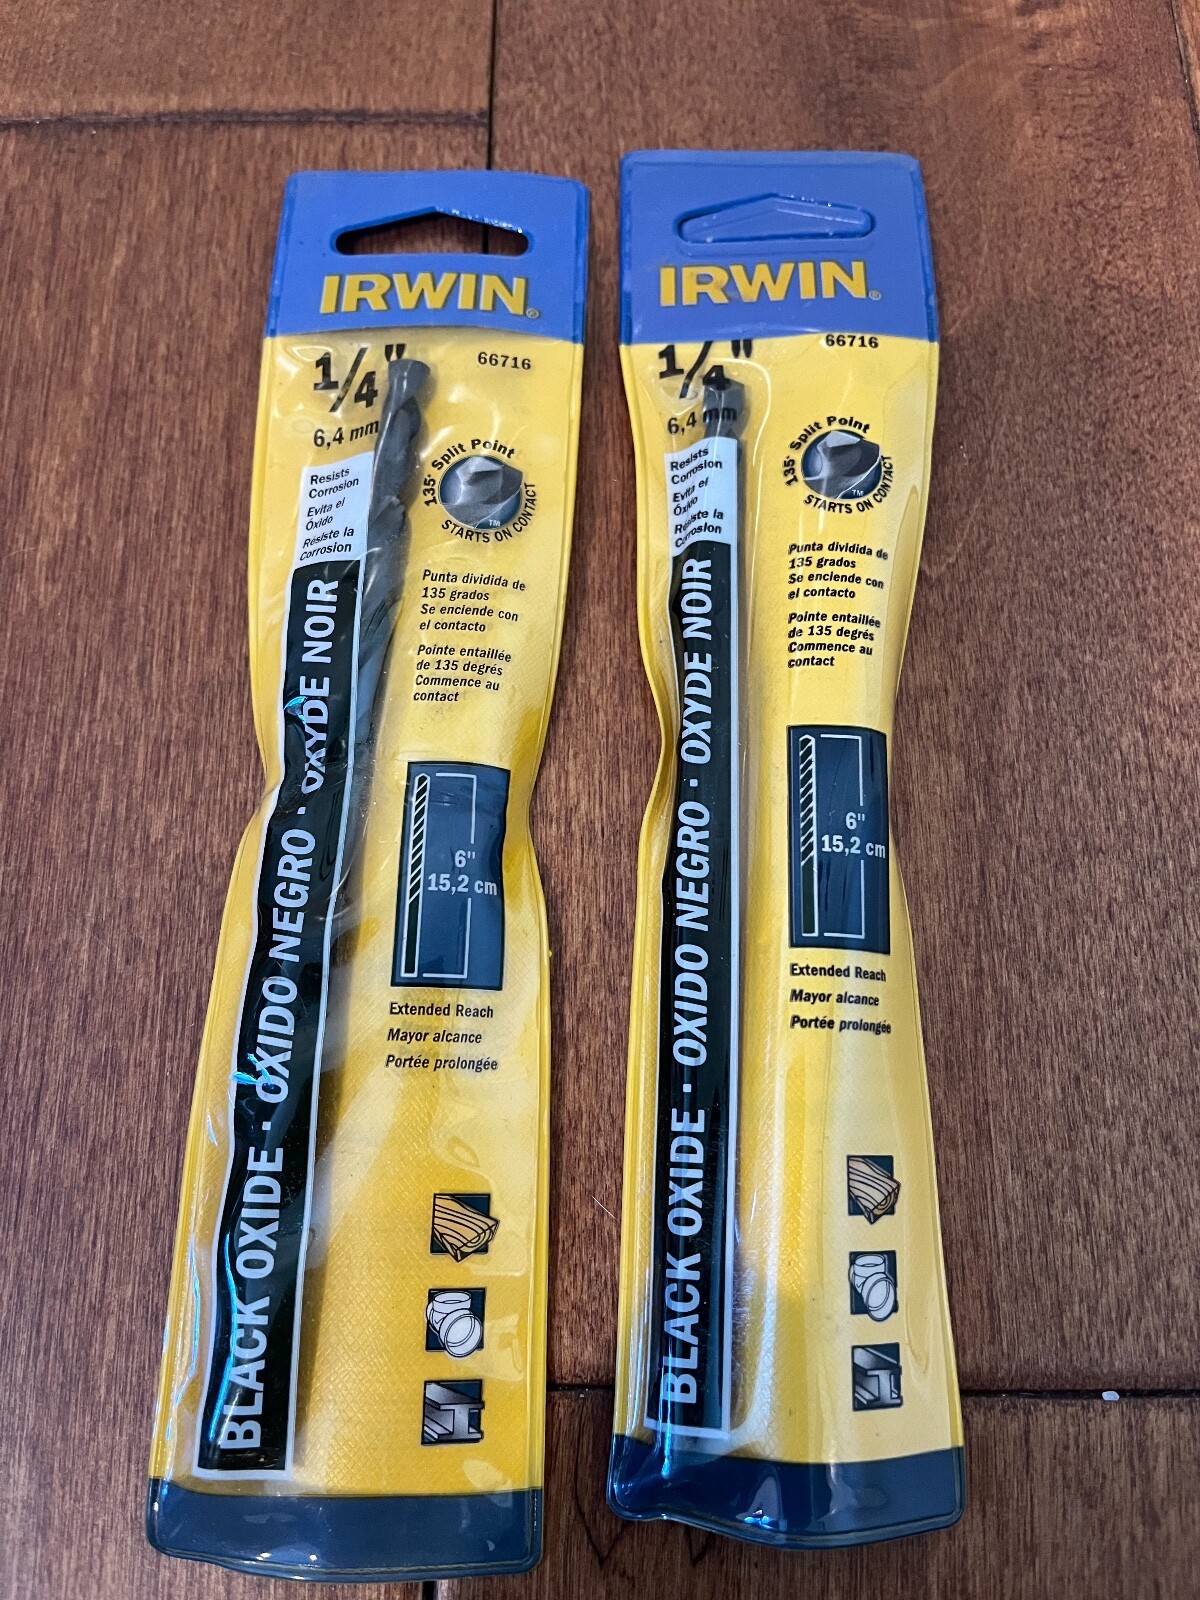 IRWIN®
1/4"
66716
6,4 mm
135° Split Point
STARTS ON CONTACT
TM
Resists
Corrosion
Evita el
Óxido
Résiste la
Corrosion
Punta dividida de
135 grados
Se enciende con
el contacto
Pointe entaillée
de 135 degrés
Commence au
contact
BLACK OXIDE · OXIDO NEGRO · OXYDE NOIR
6"
15,2 cm
Extended Reach
Mayor alcance
Portée prolongée
IRWIN®
1/4"
66716
6,4 mm
135° Split Point
STARTS ON CONTACT
TM
Resists
Corrosion
Evita el
Óxido
Résiste la
Corrosion
Punta dividida de
135 grados
Se enciende con
el contacto
Pointe entaillée
de 135 degrés
Commence au
contact
BLACK OXIDE · OXIDO NEGRO · OXYDE NOIR
6"
15,2 cm
Extended Reach
Mayor alcance
Portée prolongée